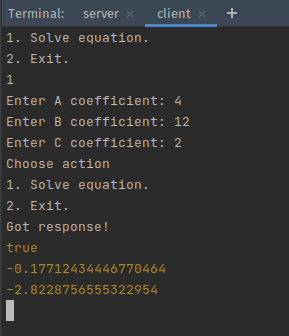 Terminal: server × client × +
1. Solve equation.
2. Exit.
1
Enter A coefficient: 4
Enter B coefficient: 12
Enter C coefficient: 2
Choose action
1. Solve equation.
2. Exit.
Got response!
true
-0.17712434446770464
-2.8228756555322954